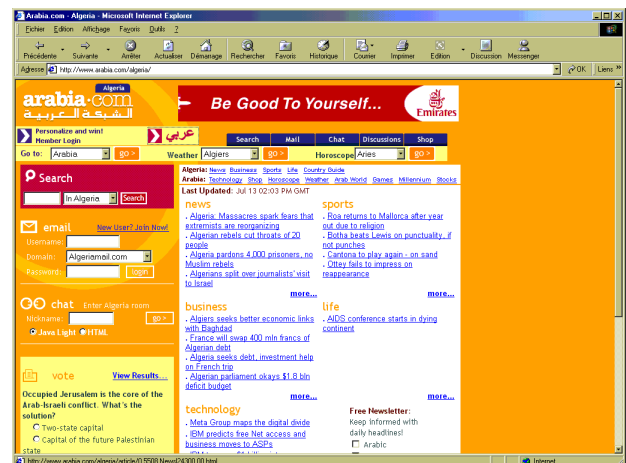 Arabia.com - Algeria - Microsoft Internet Explorer
Fichier Edition Affichage Favoris Outils ?
Précédente Suivante Arrêter Actualiser Démarrage Rechercher Favoris Historique Courrier Imprimer Edition Discussion Messenger
Adresse http://www.arabia.com/algeria/ OK Liens »
Algeria
arabia.com
الشبكة العربية
Be Good To Yourself...
Emirates
Personalize and win!
Member Login
عربي
Search Mail Chat Discussions Shop
Go to: Arabia go > Weather Algiers go > Horoscope Aries go >
Algeria: News Business Sports Life Country Guide
Arabia: Technology Shop Horoscope Weather Arab World Games Millennium Stocks
Last Updated: Jul 13 02:03 PM GMT
Search
In Algeria Search
email New User? Join Now!
Username:
Domain: Algeriamail.com
Password: login
chat Enter Algeria room
Nickname: go >
Java Light HTML
vote View Results...
Occupied Jerusalem is the core of the
Arab-Israeli conflict. What's the
solution?
Two-state capital
Capital of the future Palestinian
state
news
. Algeria: Massacres spark fears that
extremists are reorganizing
. Algerian rebels cut throats of 20
people
. Algeria pardons 4,000 prisoners, no
Muslim rebels
. Algerians split over journalists' visit
to Israel
more...
sports
. Roa returns to Mallorca after year
out due to religion
. Botha beats Lewis on punctuality, if
not punches
. Cantona to play again - on sand
. Ottey fails to impress on
reappearance
more...
business
. Algiers seeks better economic links
with Baghdad
. France will swap 400 mln francs of
Algerian debt
. Algeria seeks debt, investment help
on French trip
. Algerian parliament okays $1.8 bln
deficit budget
more...
life
. AIDS conference starts in dying
continent
more...
technology
. Meta Group maps the digital divide
. IBM predicts free Net access and
business moves to ASPs
Free Newsletter:
Keep informed with
daily headlines!
Arabic
http://www.arabia.com/algeria/article/0,5508,News|24300,00.html Internet